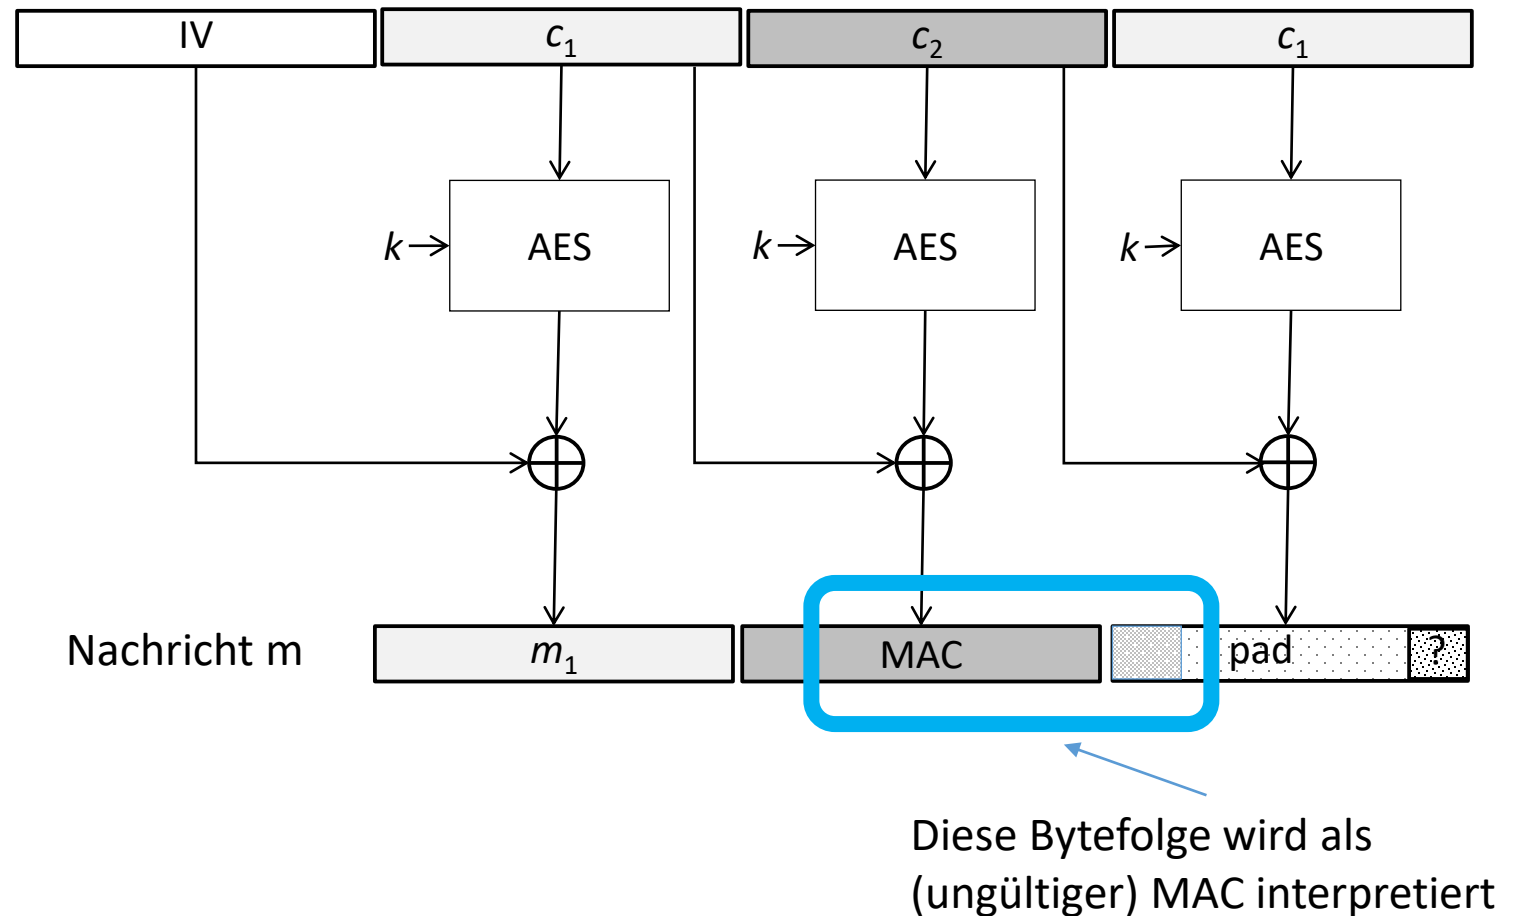 IV c₁ c₂ c₁
k AES k AES k AES
Nachricht m m₁ MAC pad ?
Diese Bytefolge wird als
(ungültiger) MAC interpretiert